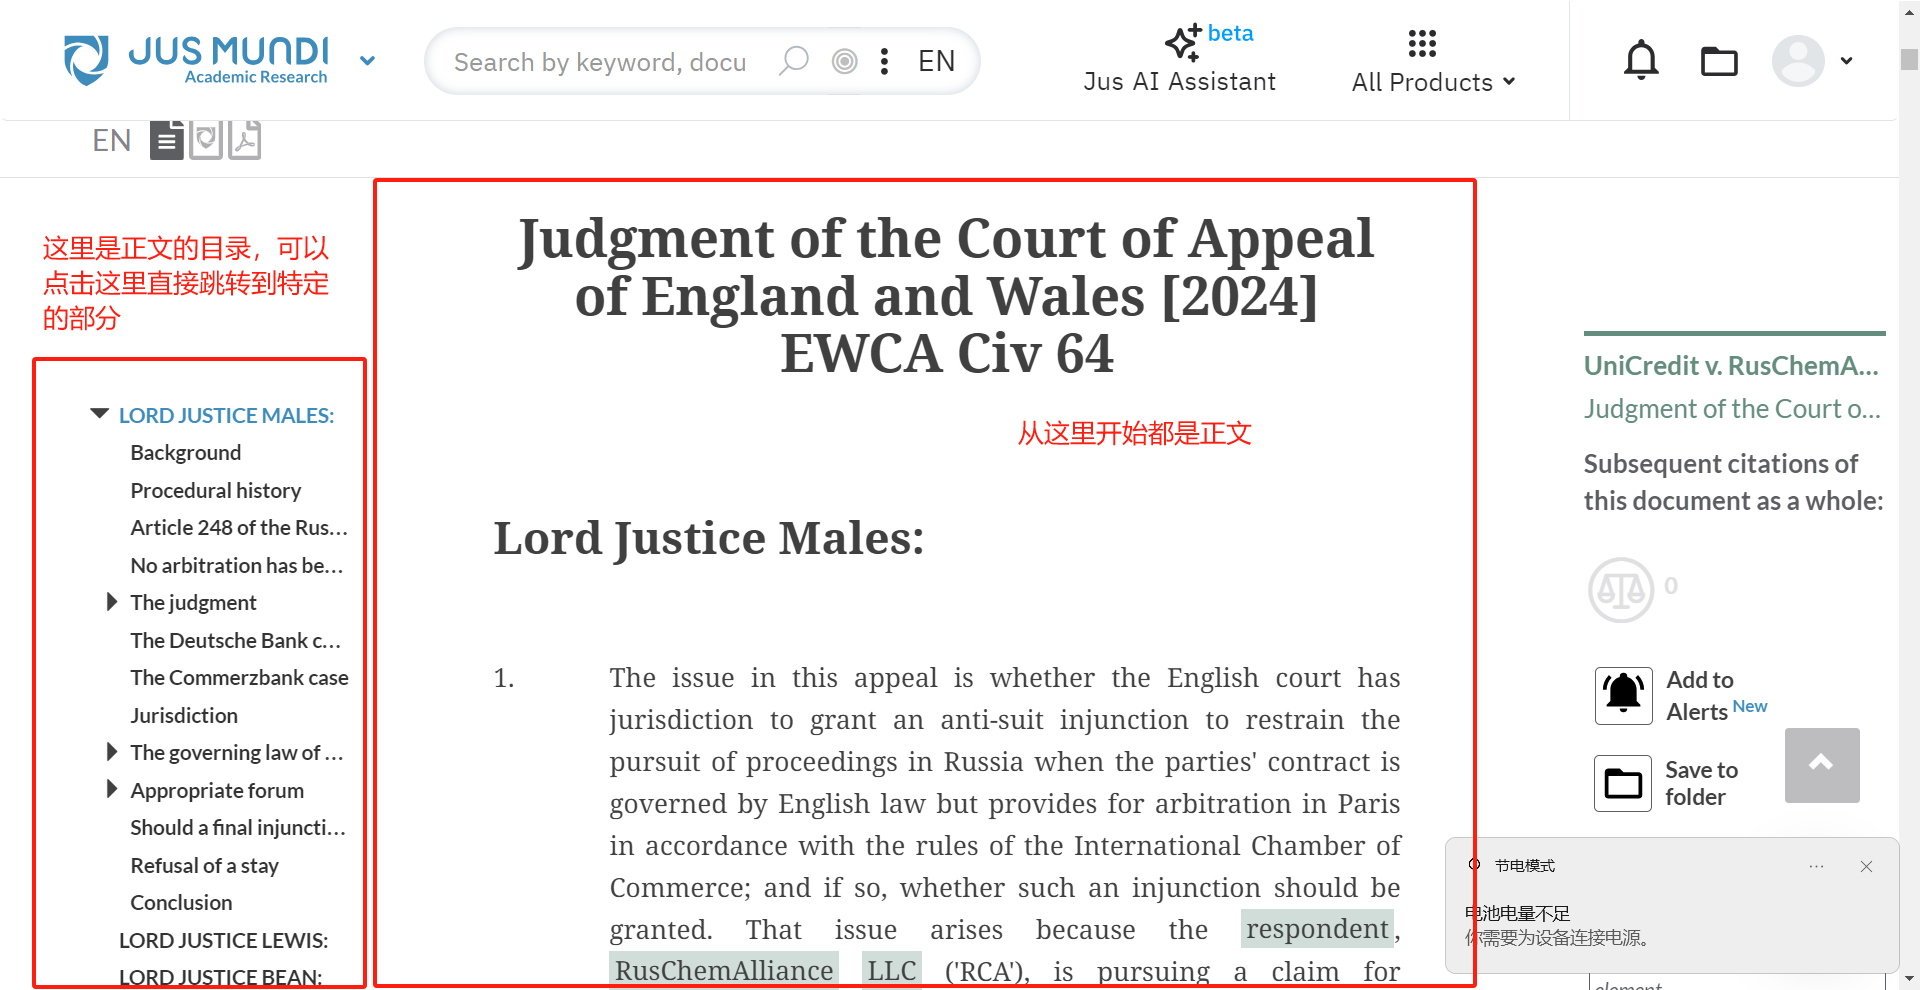 JUS MUNDI
Academic Research
Search by keyword, docu
EN
beta
Jus AI Assistant
All Products
EN
这里是正文的目录，可以
点击这里直接跳转到特定
的部分
LORD JUSTICE MALES:
Background
Procedural history
Article 248 of the Rus...
No arbitration has be...
The judgment
The Deutsche Bank c...
The Commerzbank case
Jurisdiction
The governing law of ...
Appropriate forum
Should a final injuncti...
Refusal of a stay
Conclusion
LORD JUSTICE LEWIS:
LORD JUSTICE BEAN:
Judgment of the Court of Appeal
of England and Wales [2024]
EWCA Civ 64
从这里开始都是正文
Lord Justice Males:
1. The issue in this appeal is whether the English court has
jurisdiction to grant an anti-suit injunction to restrain the
pursuit of proceedings in Russia when the parties' contract is
governed by English law but provides for arbitration in Paris
in accordance with the rules of the International Chamber of
Commerce; and if so, whether such an injunction should be
granted. That issue arises because the respondent,
RusChemAlliance LLC ('RCA'), is pursuing a claim for
UniCredit v. RusChemA...
Judgment of the Court o...
Subsequent citations of
this document as a whole:
0
Add to
Alerts New
Save to
folder
节电模式
电池电量不足
你需要为设备连接电源。
element